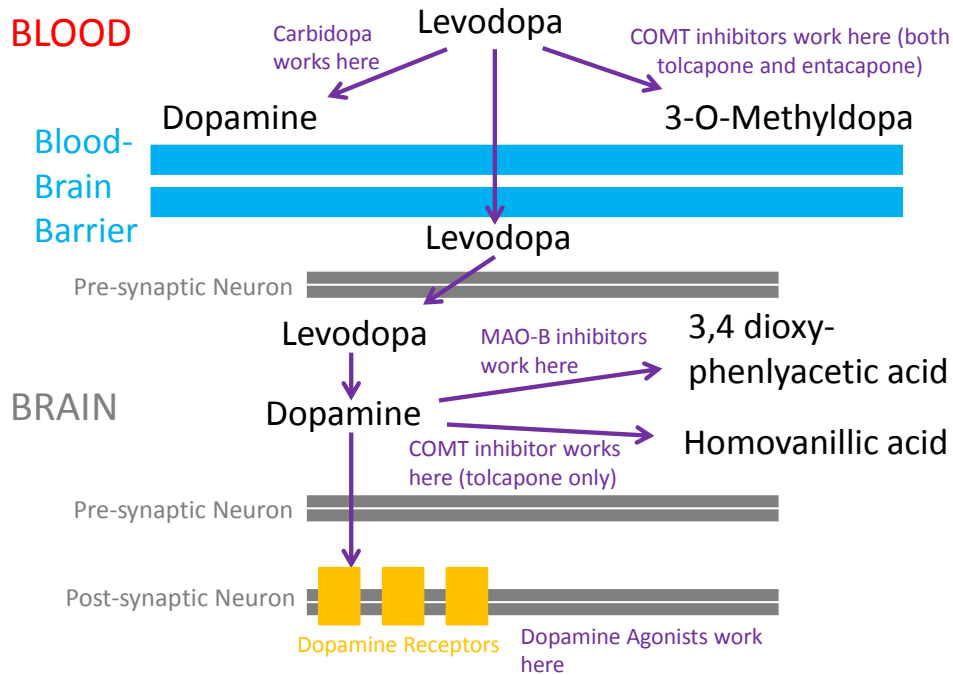 BLOOD
Levodopa
Carbidopa
works here
COMT inhibitors work here (both
tolcapone and entacapone)
Dopamine
3-O-Methyldopa
Blood-
Brain
Barrier
Levodopa
Pre-synaptic Neuron
Levodopa
MAO-B inhibitors
work here
3,4 dioxy-
phenlyacetic acid
BRAIN
Dopamine
COMT inhibitor works
here (tolcapone only)
Homovanillic acid
Pre-synaptic Neuron
Post-synaptic Neuron
Dopamine Receptors
Dopamine Agonists work
here